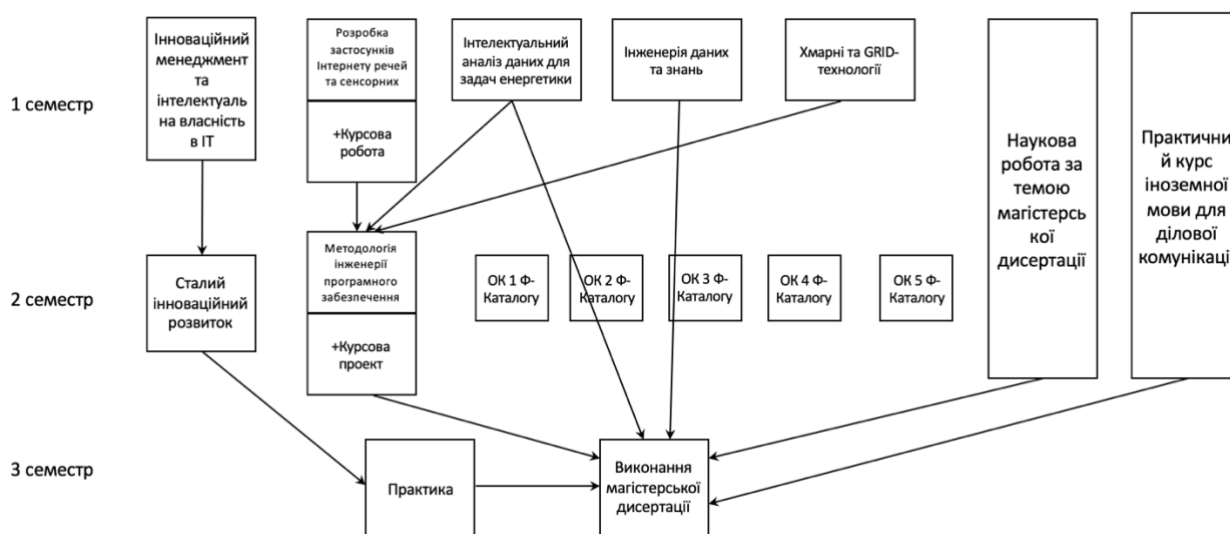 1 семестр
Інноваційний
менеджмент
та
інтелектуаль
на власність
в ІТ
Розробка
застосунків
Інтернету речей
та сенсорних
+Курсова
робота
Інтелектуальний
аналіз даних для
задач енергетики
Інженерія даних
та знань
Хмарні та GRID-
технології
Наукова
робота за
темою
магістерсь
кої
дисертації
Практични
й курс
іноземної
мови для
ділової
комунікаці
2 семестр
Сталий
інноваційний
розвиток
Методологія
інженерії
програмного
забезпечення
+Курсова
проект
ОК 1 Ф-
Каталогу
ОК 2 Ф-
Каталогу
ОК 3 Ф-
Каталогу
ОК 4 Ф-
Каталогу
ОК 5 Ф-
Каталогу
3 семестр
Практика
Виконання
магістерської
дисертації